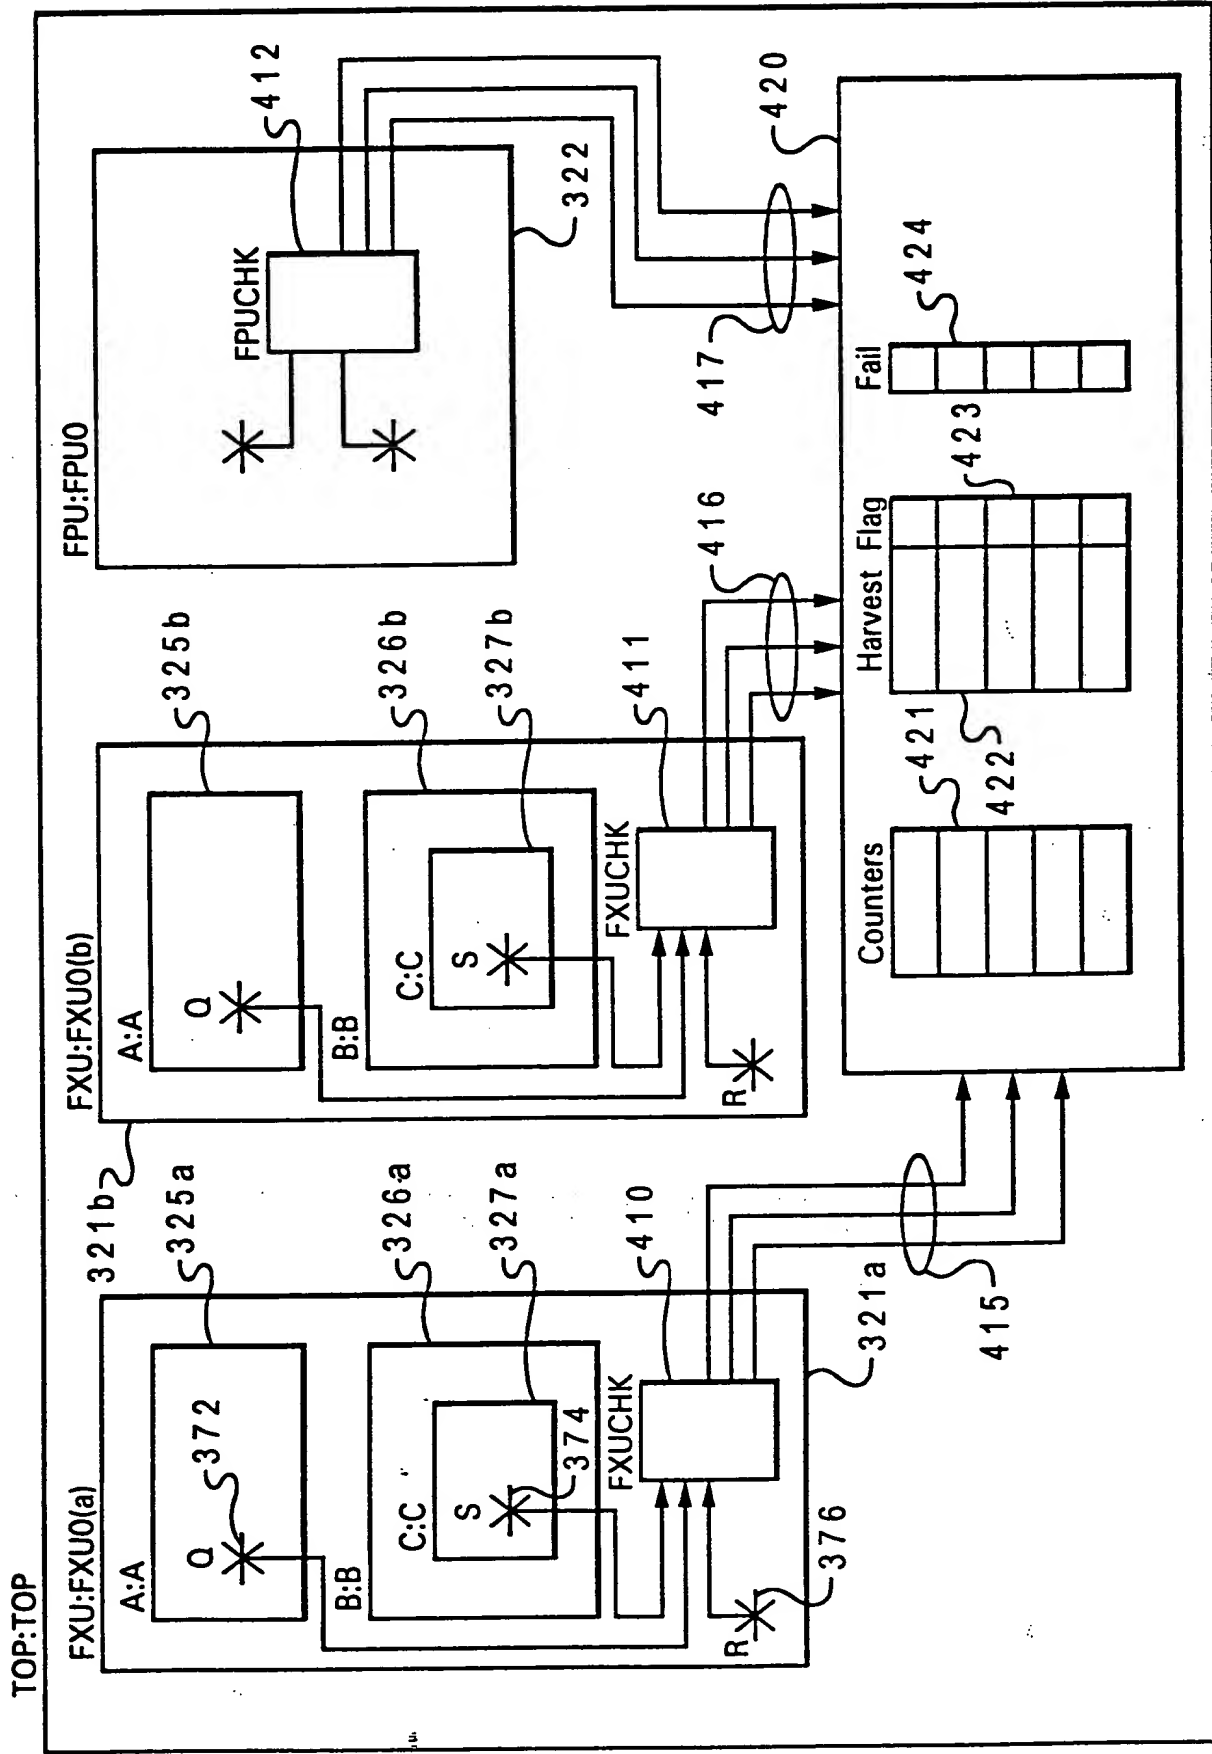 TOP:TOP
FXU:FXU0(a)
A:A
Q
372
325a
B:B
C:C
S
374
326a
327a
FXUCHK
410
R
376
321a
415
321b
FXU:FXU0(b)
A:A
Q
325b
B:B
C:C
S
326b
327b
FXUCHK
411
R
416
FPU:FPU0
FPUCHK
412
322
417
420
Counters
421
Harvest Flag
422
423
Fail
424